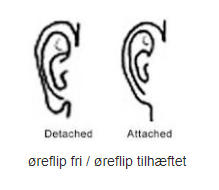 Detached Attached
øreflip fri / øreflip tilhæftet